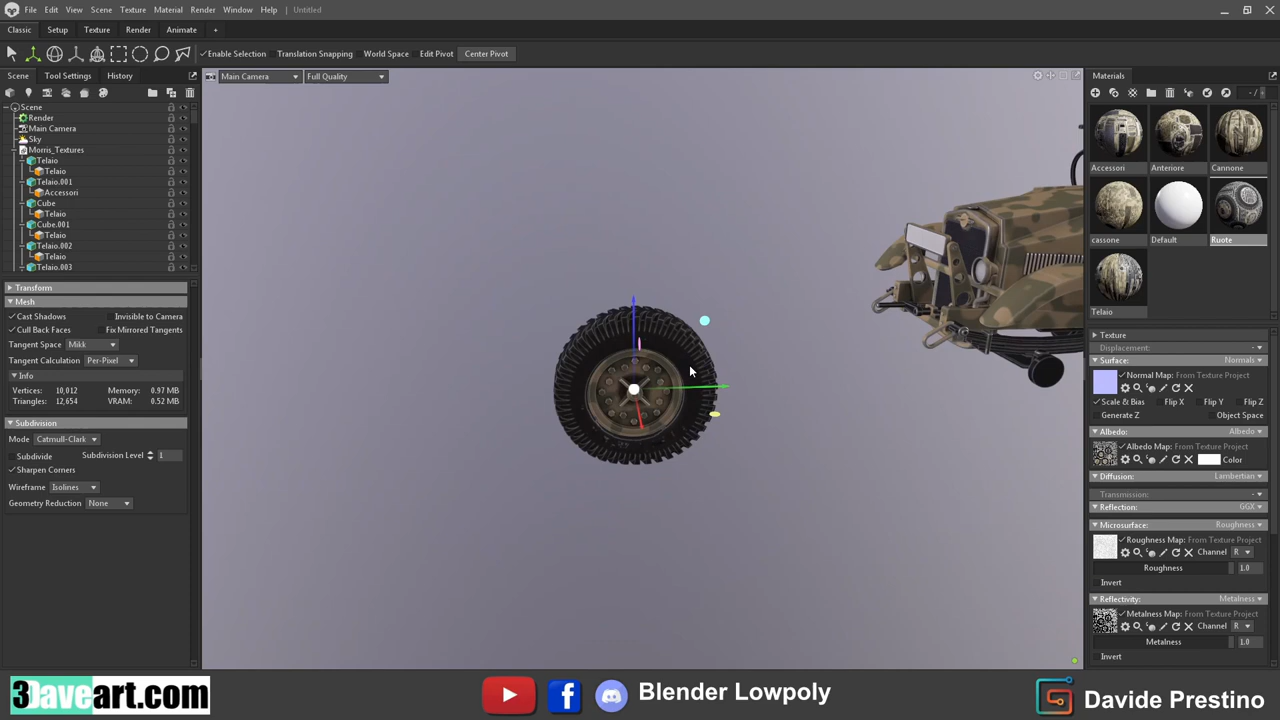 File Edit View Scene Texture Material Render Window Help Untitled
Classic Setup Texture Render Animate +
Enable Selection Translation Snapping World Space Edit Pivot Center Pivot
Scene Tool Settings History
Main Camera Full Quality
Materials
Scene
Render
Main Camera
Sky
Morris_Textures
Telaio
Telaio
Telaio.001
Accessori
Cube
Telaio
Cube.001
Telaio
Telaio.002
Telaio
Telaio.003
Transform
Mesh
Cast Shadows Invisible to Camera
Cull Back Faces Fix Mirrored Tangents
Tangent Space Mikk
Tangent Calculation Per-Pixel
Info
Vertices: 10,012 Memory: 0.97 MB
Triangles: 12,654 VRAM: 0.52 MB
Subdivision
Mode Catmull-Clark
Subdivide Subdivision Level 1
Sharpen Corners
Wireframe Isolines
Geometry Reduction None
Accessori Anteriore Cannone
cassone Default Ruote
Telaio
Texture
Displacement:
Surface: Normals
Normal Map: From Texture Project
Scale & Bias Flip X Flip Y Flip Z
Generate Z Object Space
Albedo: Albedo
Albedo Map: From Texture Project
Color
Diffusion: Lambertian
Transmission:
Reflection: GGX
Microsurface: Roughness
Roughness Map: From Texture Project
Channel R
Roughness 1.0
Invert
Reflectivity: Metalness
Metalness Map: From Texture Project
Channel R
Metalness 1.0
Invert
3Daveart.com
Blender Lowpoly
Davide Prestino